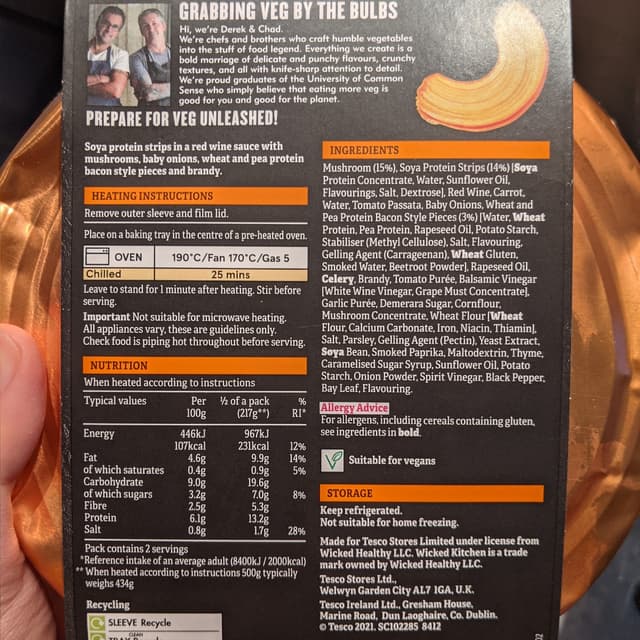 GRABBING VEG BY THE BULBS
Hi, we're Derek & Chad.
We're chefs and brothers who craft humble vegetables
into the stuff of food legend. Everything we create is a
bold marriage of delicate and punchy flavours, crunchy
textures, and all with knife-sharp attention to detail.
We're proud graduates of the University of Common
Sense who simply believe that eating more veg is
good for you and good for the planet.
PREPARE FOR VEG UNLEASHED!
Soya protein strips in a red wine sauce with
mushrooms, baby onions, wheat and pea protein
bacon style pieces and brandy.
HEATING INSTRUCTIONS
Remove outer sleeve and film lid.
Place on a baking tray in the centre of a pre-heated oven.
OVEN 190°C/Fan 170°C/Gas 5
Chilled 25 mins
Leave to stand for 1 minute after heating. Stir before
serving.
Important Not suitable for microwave heating.
All appliances vary, these are guidelines only.
Check food is piping hot throughout before serving.
NUTRITION
When heated according to instructions
Typical values Per ½ of a pack %
100g (217g**) RI*
Energy 446kJ 967kJ
107kcal 231kcal 12%
Fat 4.6g 9.9g 14%
of which saturates 0.4g 0.9g 5%
Carbohydrate 9.0g 19.6g
of which sugars 3.2g 7.0g 8%
Fibre 2.5g 5.3g
Protein 6.1g 13.2g
Salt 0.8g 1.7g 28%
Pack contains 2 servings
*Reference intake of an average adult (8400kJ / 2000kcal)
** When heated according to instructions 500g typically
weighs 434g
Recycling
SLEEVE Recycle
INGREDIENTS
Mushroom (15%), Soya Protein Strips (14%) [Soya
Protein Concentrate, Water, Sunflower Oil,
Flavourings, Salt, Dextrose], Red Wine, Carrot,
Water, Tomato Passata, Baby Onions, Wheat and
Pea Protein Bacon Style Pieces (3%) [Water, Wheat
Protein, Pea Protein, Rapeseed Oil, Potato Starch,
Stabiliser (Methyl Cellulose), Salt, Flavouring,
Gelling Agent (Carrageenan), Wheat Gluten,
Smoked Water, Beetroot Powder], Rapeseed Oil,
Celery, Brandy, Tomato Purée, Balsamic Vinegar
[White Wine Vinegar, Grape Must Concentrate],
Garlic Purée, Demerara Sugar, Cornflour,
Mushroom Concentrate, Wheat Flour [Wheat
Flour, Calcium Carbonate, Iron, Niacin, Thiamin],
Salt, Parsley, Gelling Agent (Pectin), Yeast Extract,
Soya Bean, Smoked Paprika, Maltodextrin, Thyme,
Caramelised Sugar Syrup, Sunflower Oil, Potato
Starch, Onion Powder, Spirit Vinegar, Black Pepper,
Bay Leaf, Flavouring.
Allergy Advice
For allergens, including cereals containing gluten,
see ingredients in bold.
Suitable for vegans
STORAGE
Keep refrigerated.
Not suitable for home freezing.
Made for Tesco Stores Limited under license from
Wicked Healthy LLC. Wicked Kitchen is a trade
mark owned by Wicked Healthy LLC.
Tesco Stores Ltd.,
Welwyn Garden City AL7 1GA, U.K.
Tesco Ireland Ltd., Gresham House,
Marine Road, Dun Laoghaire, Co. Dublin.
© Tesco 2021. SC102285 8412